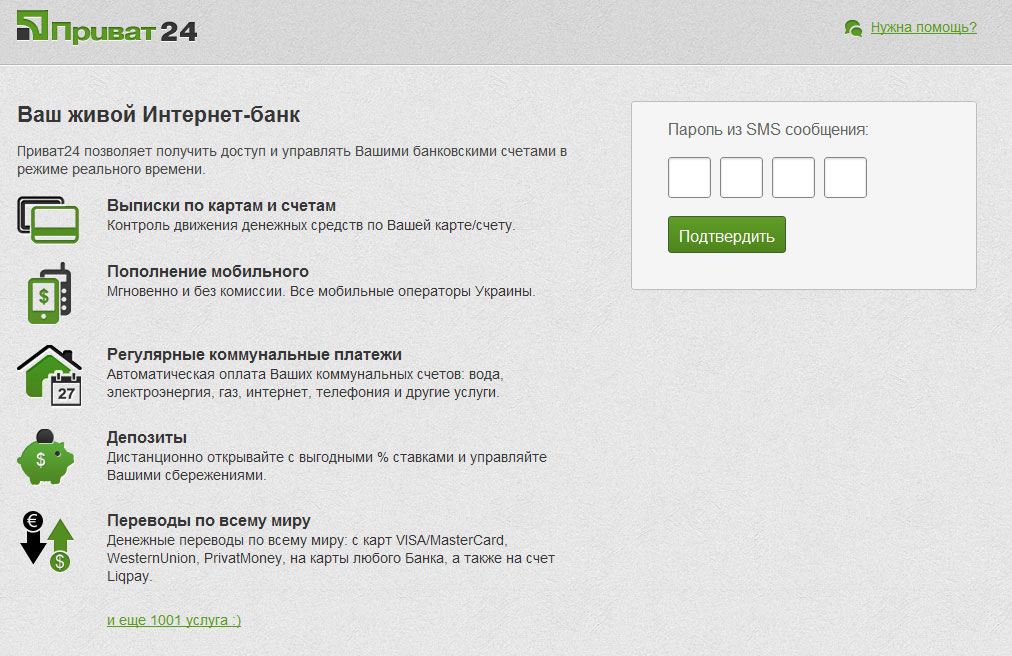 Приват 24
Нужна помощь?
Ваш живой Интернет-банк
Приват24 позволяет получить доступ и управлять Вашими банковскими счетами в
режиме реального времени.
Выписки по картам и счетам
Контроль движения денежных средств по Вашей карте/счету.
$
Пополнение мобильного
Мгновенно и без комиссии. Все мобильные операторы Украины.
27
Регулярные коммунальные платежи
Автоматическая оплата Ваших коммунальных счетов: вода,
электроэнергия, газ, интернет, телефония и другие услуги.
$
Депозиты
Дистанционно открывайте с выгодными % ставками и управляйте
Вашими сбережениями.
€
$
Переводы по всему миру
Денежные переводы по всему миру: с карт VISA/MasterCard,
WesternUnion, PrivatMoney, на карты любого Банка, а также на счет
Liqpay.
и еще 1001 услуга :)
Пароль из SMS сообщения:
Подтвердить